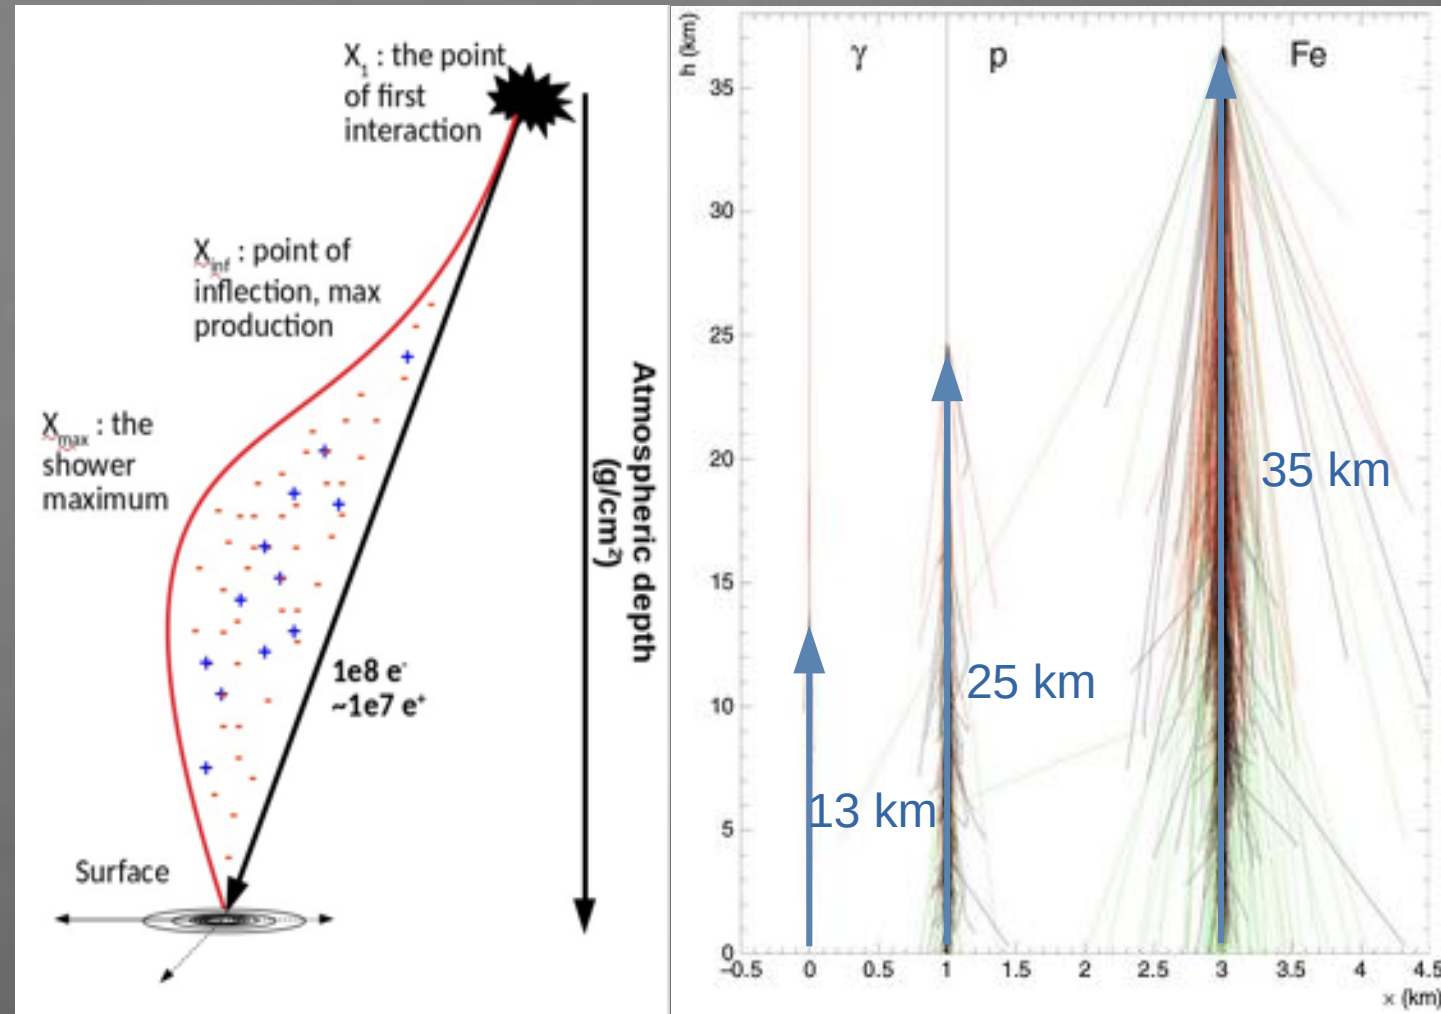 X₁ : the point
of first
interaction
X_inf : point of
inflection, max
production
X_max : the
shower
maximum
1e8 e⁻
~1e7 e⁺
Surface
Atmospheric depth
(g/cm²)
h (km)
γ
p
Fe
35
30
25
20
15
10
5
0
13 km
25 km
35 km
-0.5 0 0.5 1 1.5 2 2.5 3 3.5 4 4.5
x (km)